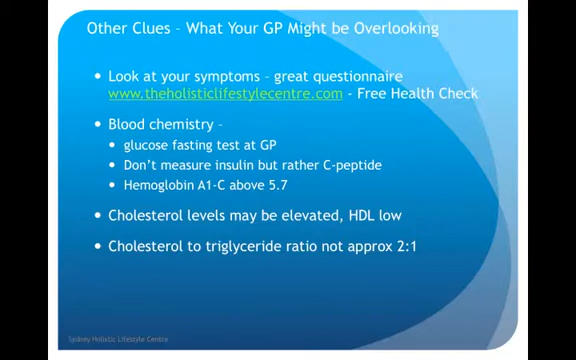 Other Clues – What Your GP Might be Overlooking
• Look at your symptoms – great questionnaire
www.theholisticlifestylecentre.com - Free Health Check
• Blood chemistry –
• glucose fasting test at GP
• Don't measure insulin but rather C-peptide
• Hemoglobin A1-C above 5.7
• Cholesterol levels may be elevated, HDL low
• Cholesterol to triglyceride ratio not approx 2:1
Sydney Holistic Lifestyle Centre